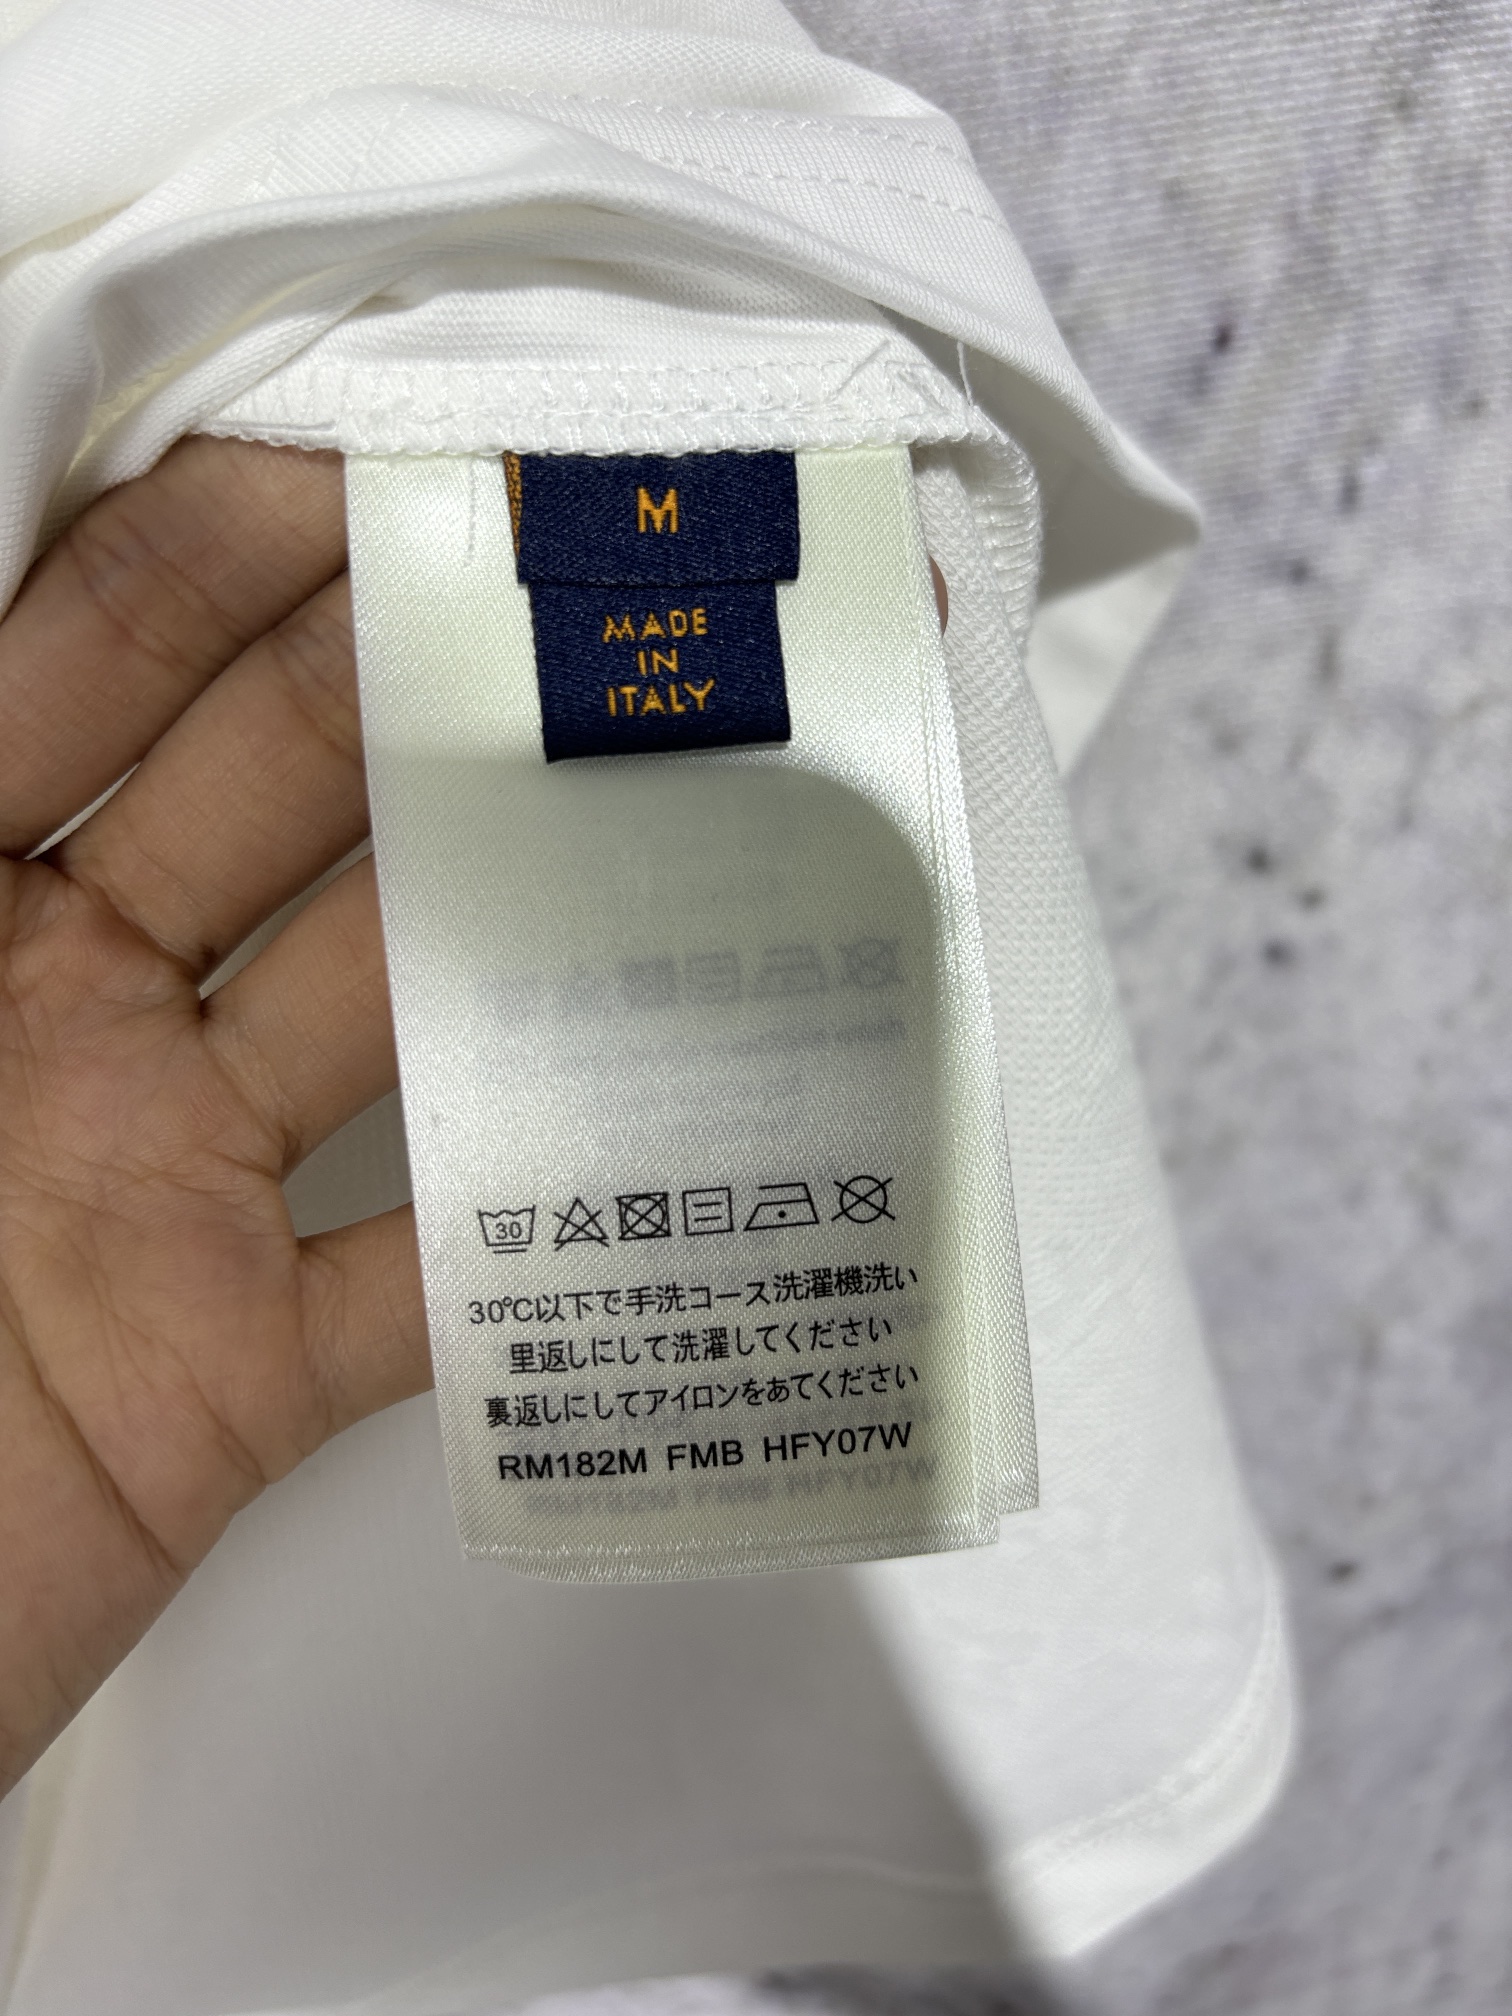 M
MADE
IN
ITALY
30
30℃以下で手洗コース洗濯機洗い
里返しにして洗濯してください
裏返しにしてアイロンをあてください
RM182M FMB HFY07W